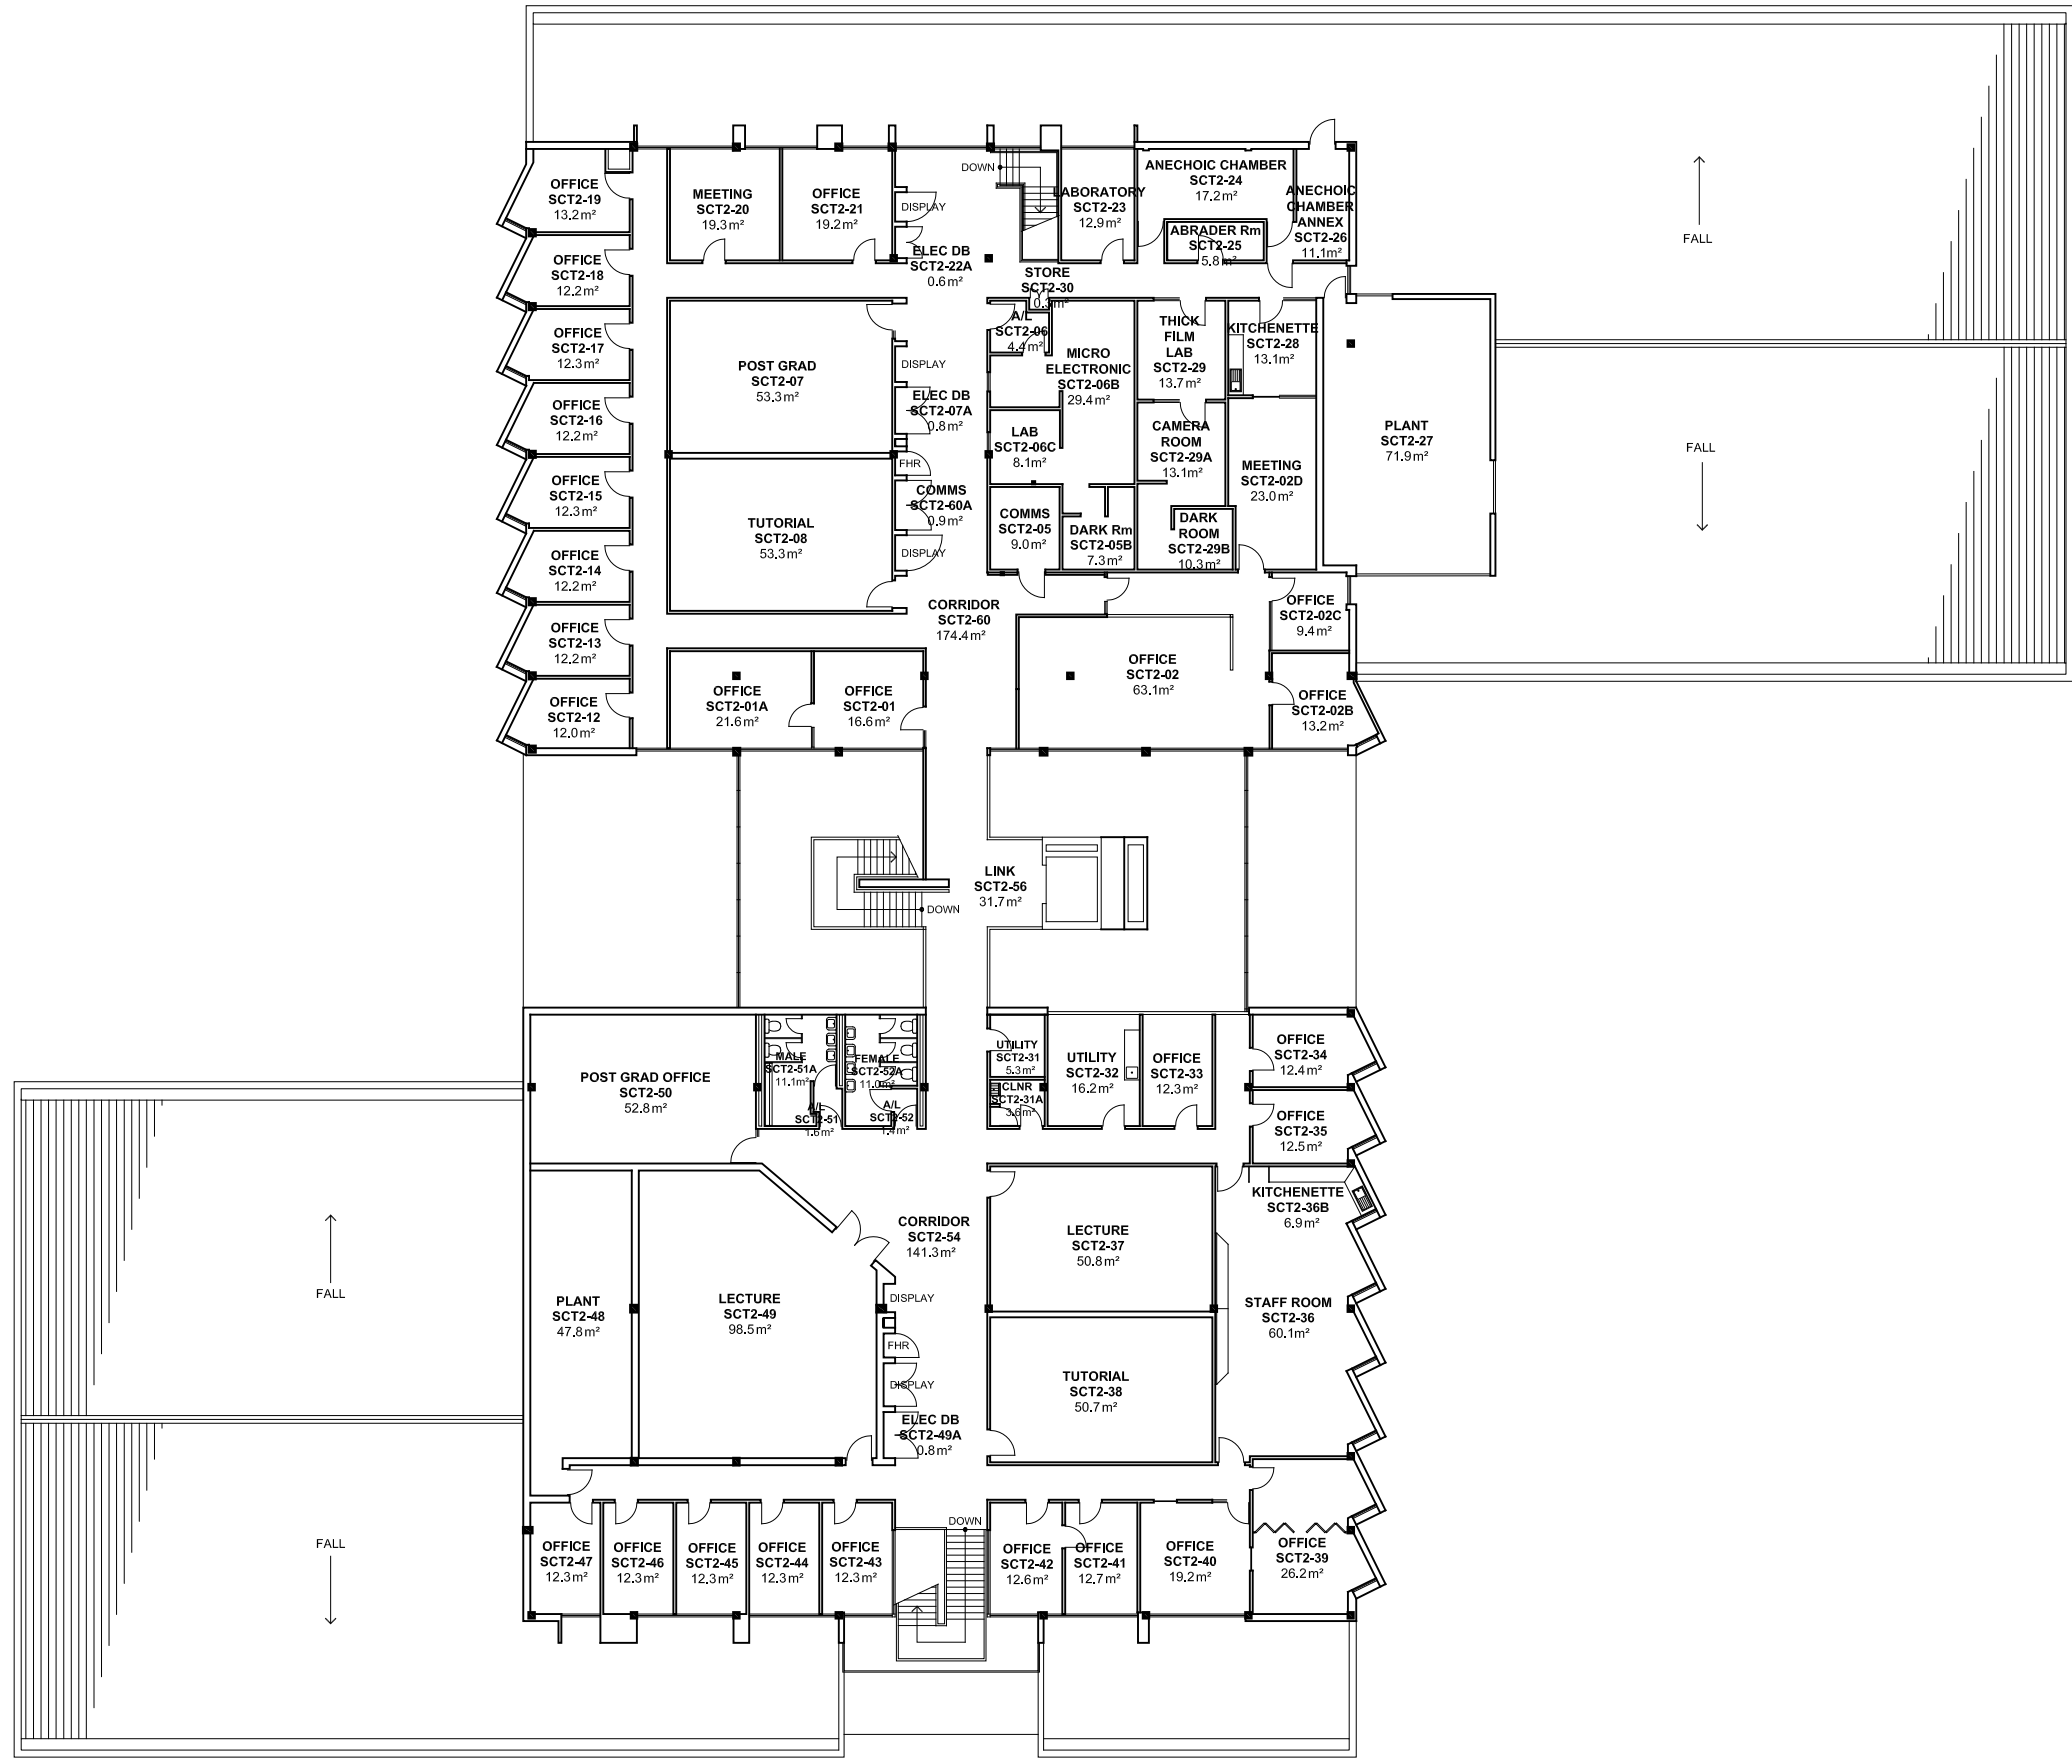 OFFICE
SCT2-19
13.2m²
MEETING
SCT2-20
19.3m²
OFFICE
SCT2-21
19.2m²
DISPLAY
DOWN
LABORATORY
SCT2-23
12.9m²
ANECHOIC CHAMBER
SCT2-24
17.2m²
ANECHOIC
CHAMBER
ANNEX
SCT2-26
11.1m²
ABRADER Rm
SCT2-25
5.8m²
FALL
OFFICE
SCT2-18
12.2m²
ELEC DB
SCT2-22A
0.6m²
STORE
SCT2-30
0.3m²
OFFICE
SCT2-17
12.3m²
POST GRAD
SCT2-07
53.3m²
DISPLAY
A/L
SCT2-06
4.4m²
MICRO
ELECTRONIC
SCT2-06B
29.4m²
THICK
FILM
LAB
SCT2-29
13.7m²
KITCHENETTE
SCT2-28
13.1m²
OFFICE
SCT2-16
12.2m²
ELEC DB
SCT2-07A
0.8m²
LAB
SCT2-06C
8.1m²
CAMERA
ROOM
SCT2-29A
13.1m²
MEETING
SCT2-02D
23.0m²
PLANT
SCT2-27
71.9m²
FALL
FHR
OFFICE
SCT2-15
12.3m²
TUTORIAL
SCT2-08
53.3m²
COMMS
SCT2-60A
0.9m²
DISPLAY
COMMS
SCT2-05
9.0m²
DARK Rm
SCT2-05B
7.3m²
DARK
ROOM
SCT2-29B
10.3m²
OFFICE
SCT2-14
12.2m²
OFFICE
SCT2-13
12.2m²
CORRIDOR
SCT2-60
174.4m²
OFFICE
SCT2-02C
9.4m²
OFFICE
SCT2-12
12.0m²
OFFICE
SCT2-01A
21.6m²
OFFICE
SCT2-01
16.6m²
OFFICE
SCT2-02
63.1m²
OFFICE
SCT2-02B
13.2m²
LINK
SCT2-56
31.7m²
DOWN
POST GRAD OFFICE
SCT2-50
52.8m²
MALE
SCT2-51A
11.1m²
FEMALE
SCT2-52A
11.0m²
A/L
SCT2-51
1.6m²
A/L
SCT2-52
1.4m²
UTILITY
SCT2-31
5.3m²
CLNR
SCT2-31A
3.6m²
UTILITY
SCT2-32
16.2m²
OFFICE
SCT2-33
12.3m²
OFFICE
SCT2-34
12.4m²
OFFICE
SCT2-35
12.5m²
FALL
PLANT
SCT2-48
47.8m²
LECTURE
SCT2-49
98.5m²
CORRIDOR
SCT2-54
141.3m²
DISPLAY
FHR
DISPLAY
ELEC DB
SCT2-49A
0.8m²
LECTURE
SCT2-37
50.8m²
KITCHENETTE
SCT2-36B
6.9m²
STAFF ROOM
SCT2-36
60.1m²
TUTORIAL
SCT2-38
50.7m²
FALL
OFFICE
SCT2-47
12.3m²
OFFICE
SCT2-46
12.3m²
OFFICE
SCT2-45
12.3m²
OFFICE
SCT2-44
12.3m²
OFFICE
SCT2-43
12.3m²
DOWN
OFFICE
SCT2-42
12.6m²
OFFICE
SCT2-41
12.7m²
OFFICE
SCT2-40
19.2m²
OFFICE
SCT2-39
26.2m²